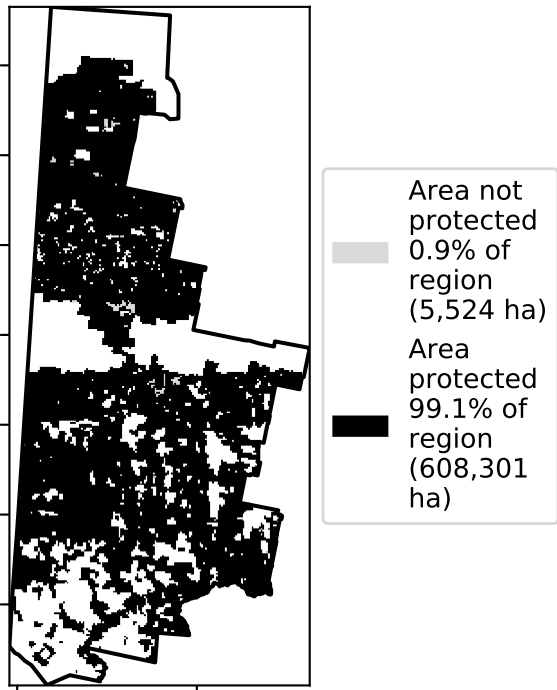 Area not
protected
0.9% of
region
(5,524 ha)
Area
protected
99.1% of
region
(608,301
ha)